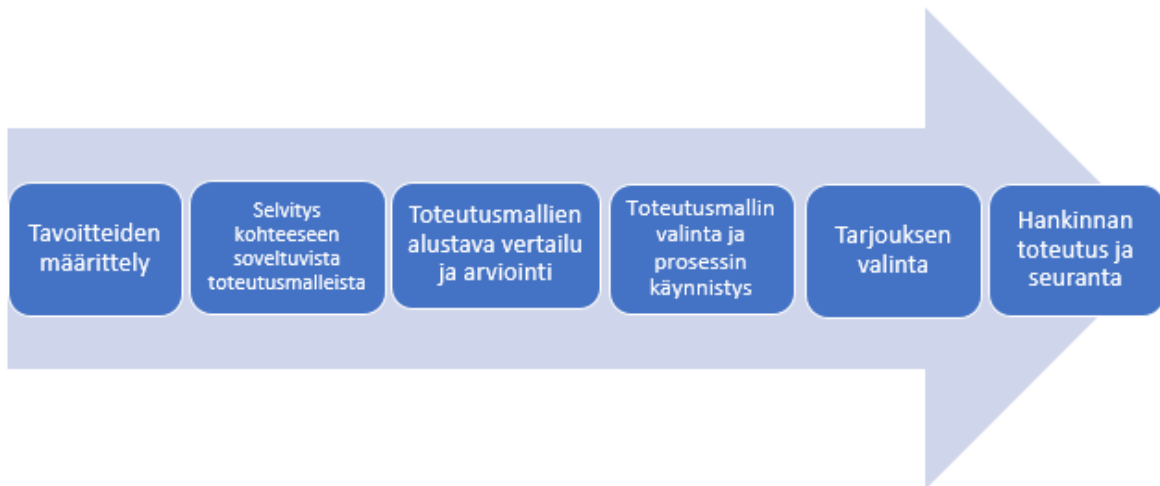 Tavoitteiden
määrittely
Selvitys
kohteeseen
soveltuvista
toteutusmalleista
Toteutusmallien
alustava vertailu
ja arviointi
Toteutusmallin
valinta ja
prosessin
käynnistys
Tarjouksen
valinta
Hankinnan
toteutus ja
seuranta